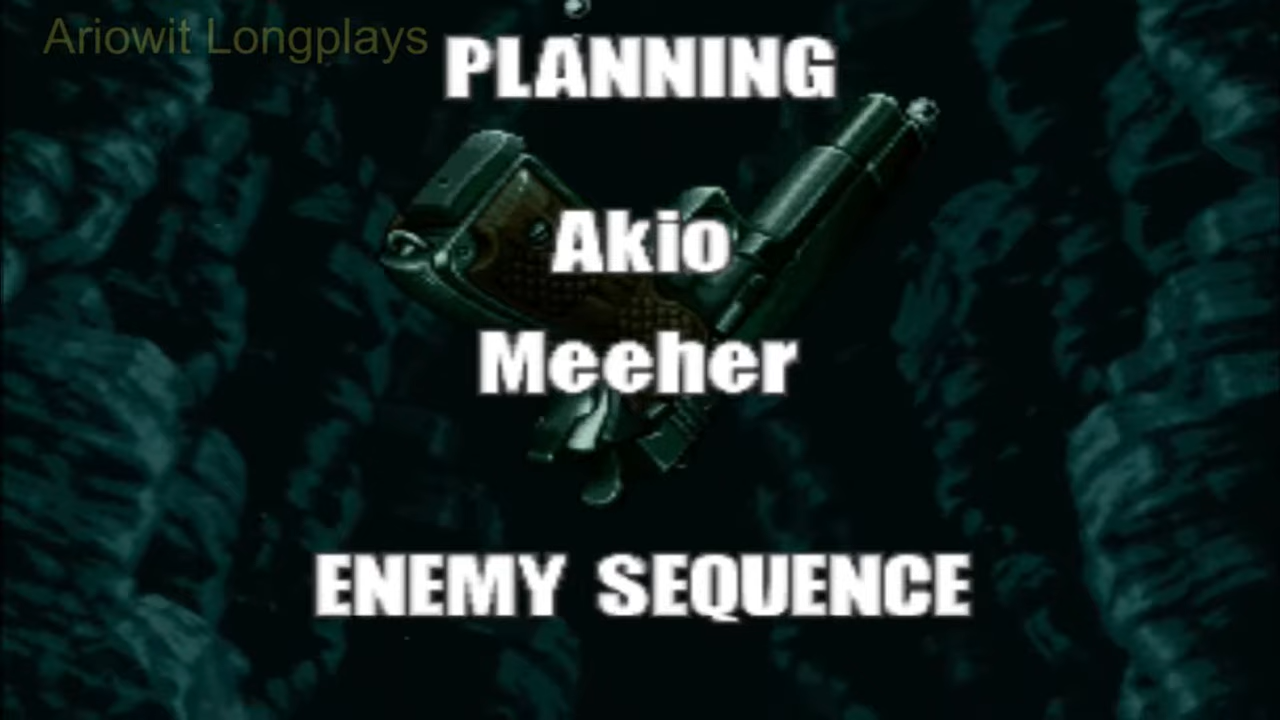 Ariowit Longplays
PLANNING
Akio
Meeher
ENEMY SEQUENCE